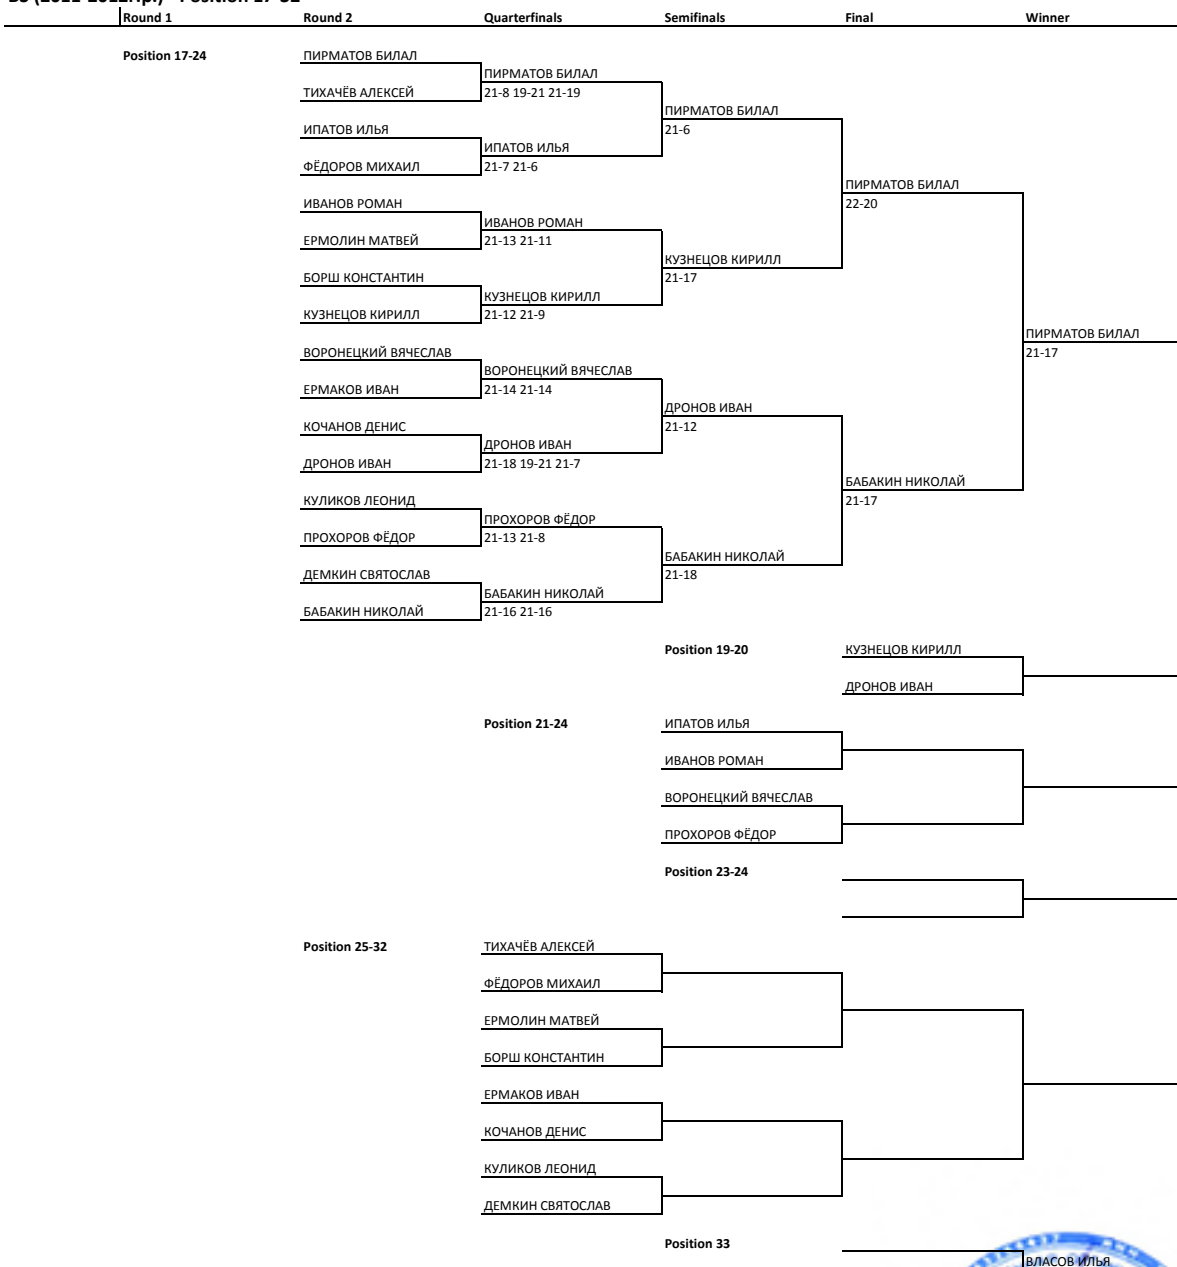 Round 1 Round 2 Quarterfinals Semifinals Final Winner
Position 17-24 ПИРМАТОВ БИЛАЛ
ПИРМАТОВ БИЛАЛ
ТИХАЧЁВ АЛЕКСЕЙ 21-8 19-21 21-19
ПИРМАТОВ БИЛАЛ
ИПАТОВ ИЛЬЯ 21-6
ИПАТОВ ИЛЬЯ
ФЁДОРОВ МИХАИЛ 21-7 21-6
ПИРМАТОВ БИЛАЛ
ИВАНОВ РОМАН 22-20
ИВАНОВ РОМАН
ЕРМОЛИН МАТВЕЙ 21-13 21-11
КУЗНЕЦОВ КИРИЛЛ
БОРШ КОНСТАНТИН 21-17
КУЗНЕЦОВ КИРИЛЛ
КУЗНЕЦОВ КИРИЛЛ 21-12 21-9
ПИРМАТОВ БИЛАЛ
ВОРОНЕЦКИЙ ВЯЧЕСЛАВ 21-17
ВОРОНЕЦКИЙ ВЯЧЕСЛАВ
ЕРМАКОВ ИВАН 21-14 21-14
ДРОНОВ ИВАН
КОЧАНОВ ДЕНИС 21-12
ДРОНОВ ИВАН
ДРОНОВ ИВАН 21-18 19-21 21-7
БАБАКИН НИКОЛАЙ
КУЛИКОВ ЛЕОНИД 21-17
ПРОХОРОВ ФЁДОР
ПРОХОРОВ ФЁДОР 21-13 21-8
БАБАКИН НИКОЛАЙ
ДЕМКИН СВЯТОСЛАВ 21-18
БАБАКИН НИКОЛАЙ
БАБАКИН НИКОЛАЙ 21-16 21-16
Position 19-20 КУЗНЕЦОВ КИРИЛЛ
ДРОНОВ ИВАН
Position 21-24 ИПАТОВ ИЛЬЯ
ИВАНОВ РОМАН
ВОРОНЕЦКИЙ ВЯЧЕСЛАВ
ПРОХОРОВ ФЁДОР
Position 23-24
Position 25-32 ТИХАЧЁВ АЛЕКСЕЙ
ФЁДОРОВ МИХАИЛ
ЕРМОЛИН МАТВЕЙ
БОРШ КОНСТАНТИН
ЕРМАКОВ ИВАН
КОЧАНОВ ДЕНИС
КУЛИКОВ ЛЕОНИД
ДЕМКИН СВЯТОСЛАВ
Position 33
ВЛАСОВ ИЛЬЯ